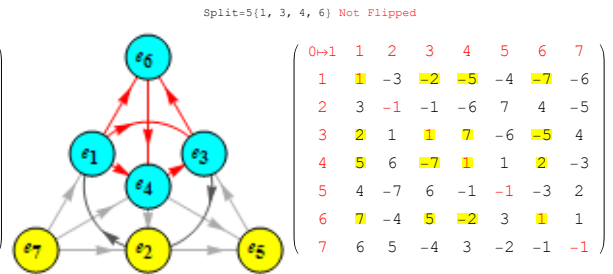 Split=5{1, 3, 4, 6} Not Flipped
e6
e1 e3
e4
e7 e2 e5
0↦1 1 2 3 4 5 6 7
1 1 −3 −2 −5 −4 −7 −6
2 3 −1 −1 −6 7 4 −5
3 2 1 1 7 −6 −5 4
4 5 6 −7 1 1 2 −3
5 4 −7 6 −1 −1 −3 2
6 7 −4 5 −2 3 1 1
7 6 5 −4 3 −2 −1 −1